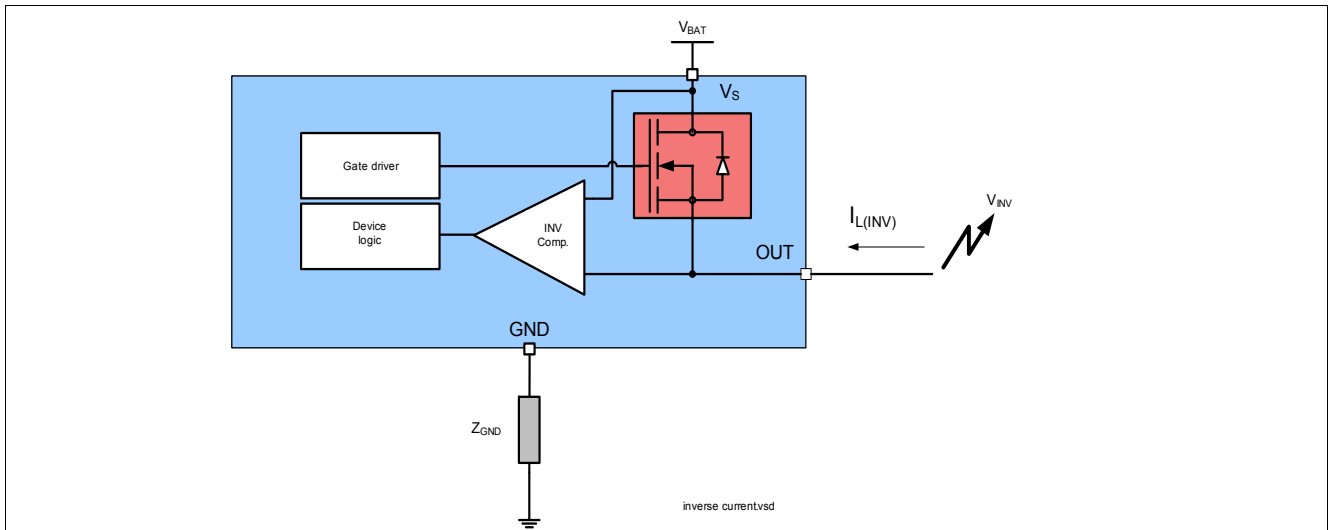 VBAT
VS
Gate driver
Device
logic
INV
Comp.
IL(INV)
VINV
OUT
GND
ZGND
inverse current.vsd